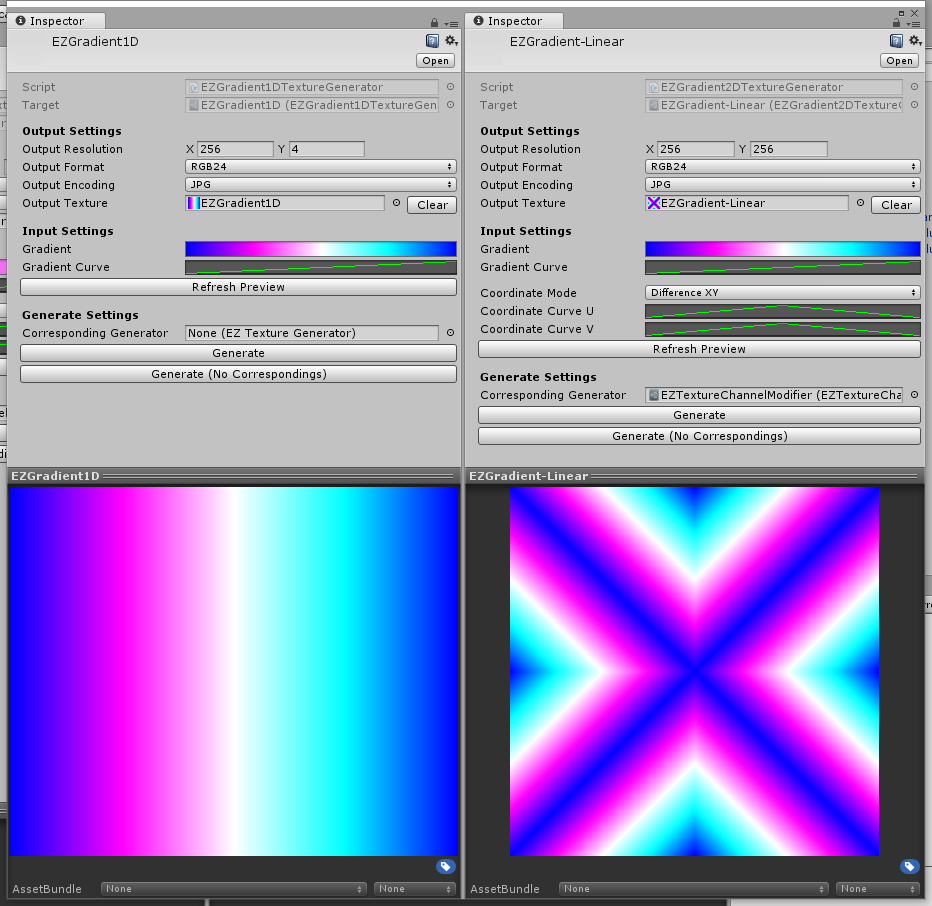 Inspector
EZGradient1D
Open
Script EZGradient1DTextureGenerator
Target EZGradient1D (EZGradient1DTextureGen
Output Settings
Output Resolution X 256 Y 4
Output Format RGB24
Output Encoding JPG
Output Texture EZGradient1D Clear
Input Settings
Gradient
Gradient Curve
Refresh Preview
Generate Settings
Corresponding Generator None (EZ Texture Generator)
Generate
Generate (No Correspondings)
EZGradient1D
AssetBundle None None
Inspector
EZGradient-Linear
Open
Script EZGradient2DTextureGenerator
Target EZGradient-Linear (EZGradient2DTexture
Output Settings
Output Resolution X 256 Y 256
Output Format RGB24
Output Encoding JPG
Output Texture EZGradient-Linear Clear
Input Settings
Gradient
Gradient Curve
Coordinate Mode Difference XY
Coordinate Curve U
Coordinate Curve V
Refresh Preview
Generate Settings
Corresponding Generator EZTextureChannelModifier (EZTextureCha
Generate
Generate (No Correspondings)
EZGradient-Linear
AssetBundle None None